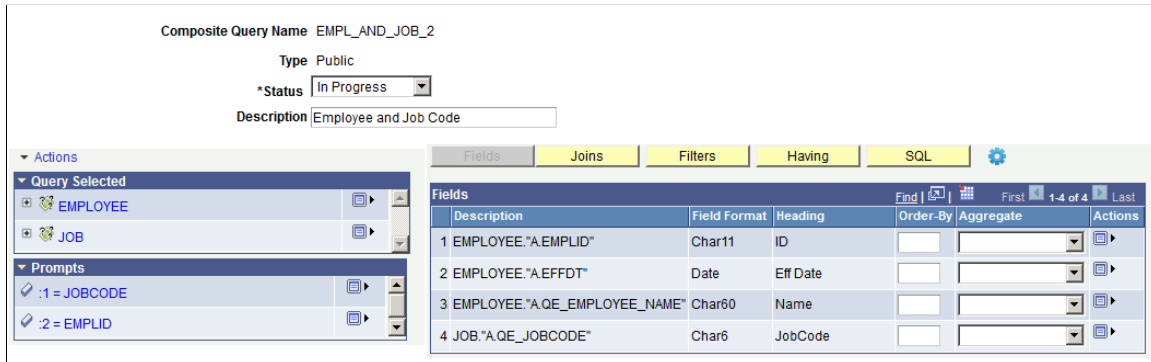 Composite Query Name EMPL_AND_JOB_2
Type Public
*Status In Progress
Description Employee and Job Code
Actions
Query Selected
EMPLOYEE
JOB
Prompts
:1 = JOBCODE
:2 = EMPLID
Fields Joins Filters Having SQL
Fields Find | | First 1-4 of 4 Last
Description Field Format Heading Order-By Aggregate Actions
1 EMPLOYEE."A.EMPLID" Char11 ID
2 EMPLOYEE."A.EFFDT" Date Eff Date
3 EMPLOYEE."A.QE_EMPLOYEE_NAME" Char60 Name
4 JOB."A.QE_JOBCODE" Char6 JobCode